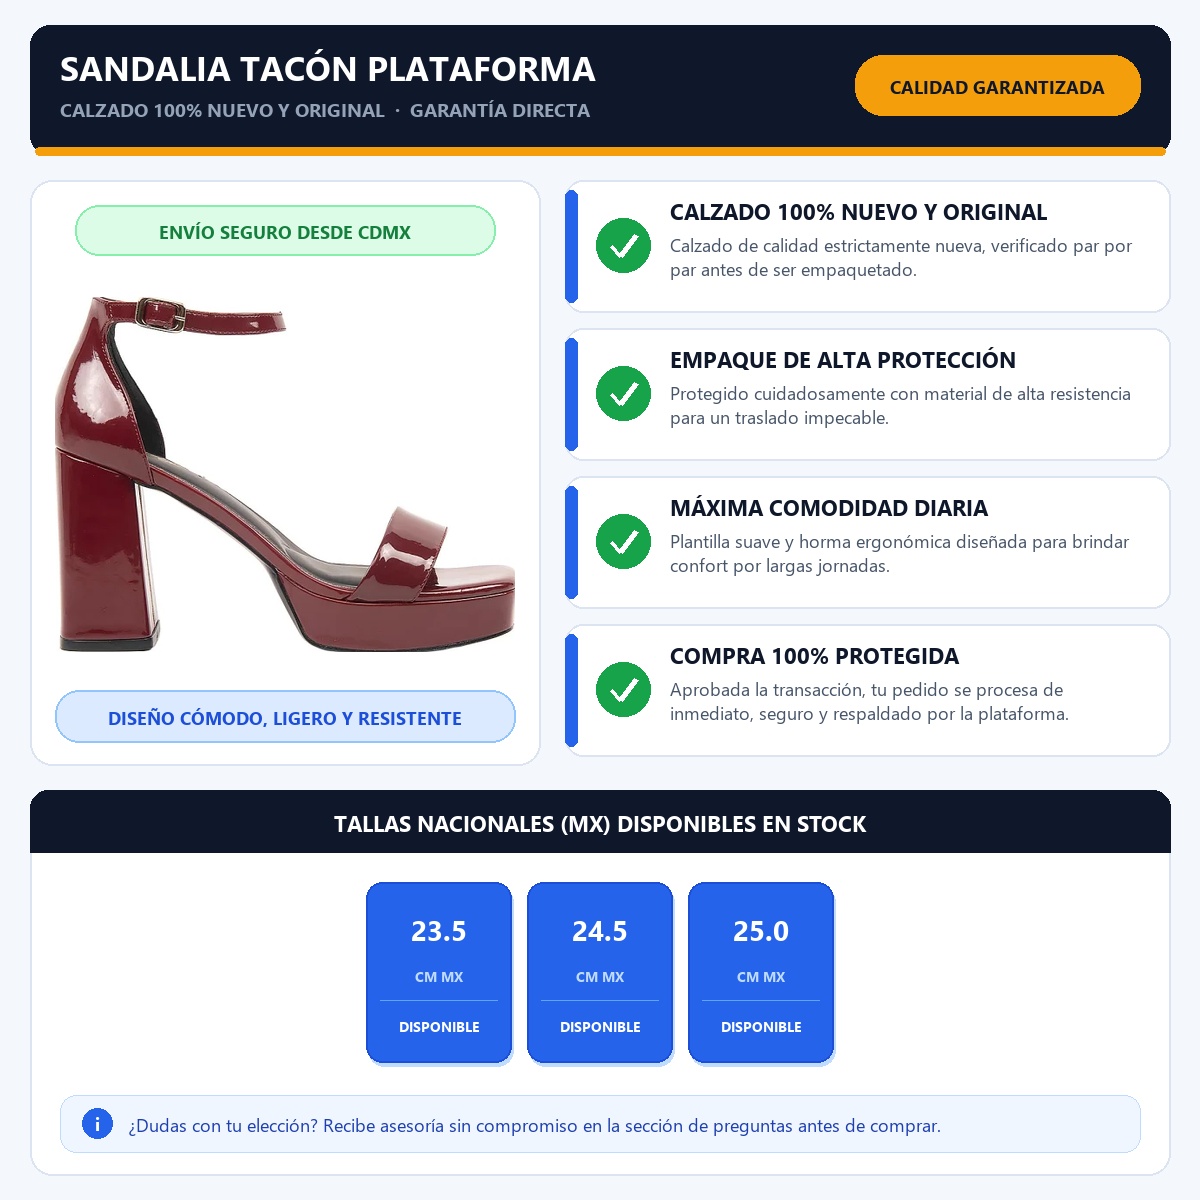 SANDALIA TACÓN PLATAFORMA
CALZADO 100% NUEVO Y ORIGINAL · GARANTÍA DIRECTA
CALIDAD GARANTIZADA
ENVÍO SEGURO DESDE CDMX
DISEÑO CÓMODO, LIGERO Y RESISTENTE
CALZADO 100% NUEVO Y ORIGINAL
Calzado de calidad estrictamente nueva, verificado par por
par antes de ser empaquetado.
EMPAQUE DE ALTA PROTECCIÓN
Protegido cuidadosamente con material de alta resistencia
para un traslado impecable.
MÁXIMA COMODIDAD DIARIA
Plantilla suave y horma ergonómica diseñada para brindar
confort por largas jornadas.
COMPRA 100% PROTEGIDA
Aprobada la transacción, tu pedido se procesa de
inmediato, seguro y respaldado por la plataforma.
TALLAS NACIONALES (MX) DISPONIBLES EN STOCK
23.5
CM MX
DISPONIBLE
24.5
CM MX
DISPONIBLE
25.0
CM MX
DISPONIBLE
¿Dudas con tu elección? Recibe asesoría sin compromiso en la sección de preguntas antes de comprar.